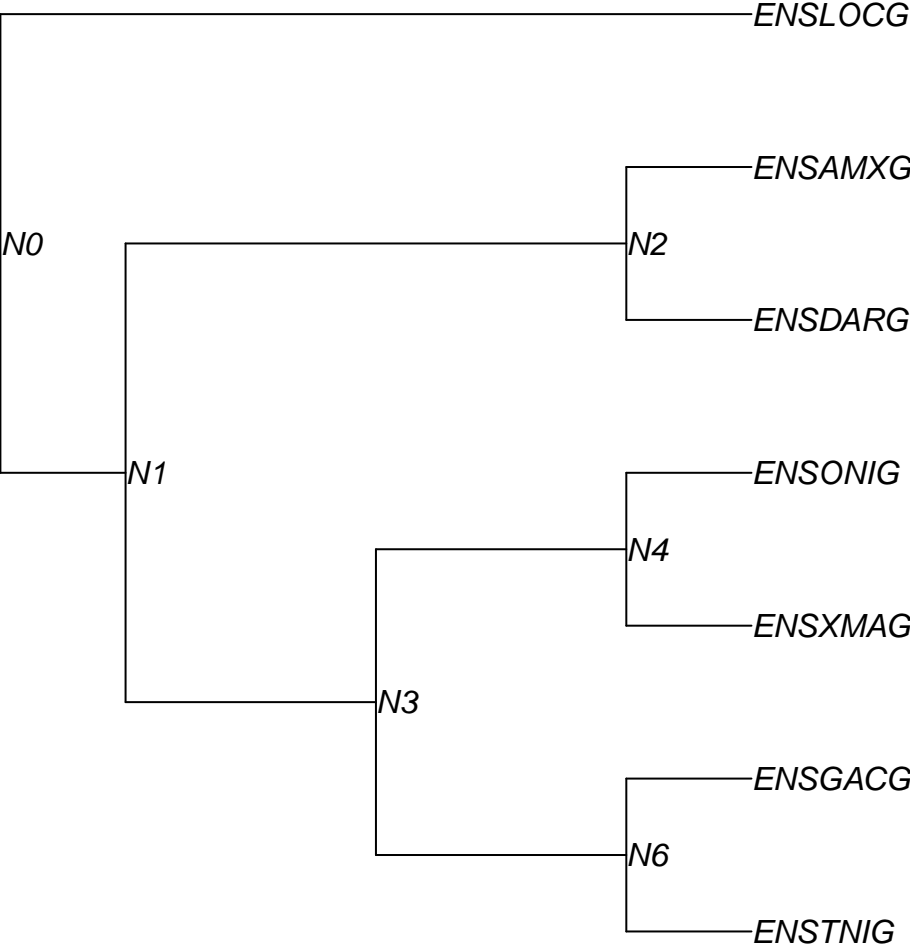 ENSLOCG
ENSAMXG
N0
N2
ENSDARG
N1
ENSONIG
N4
ENSXMAG
N3
ENSGACG
N6
ENSTNIG